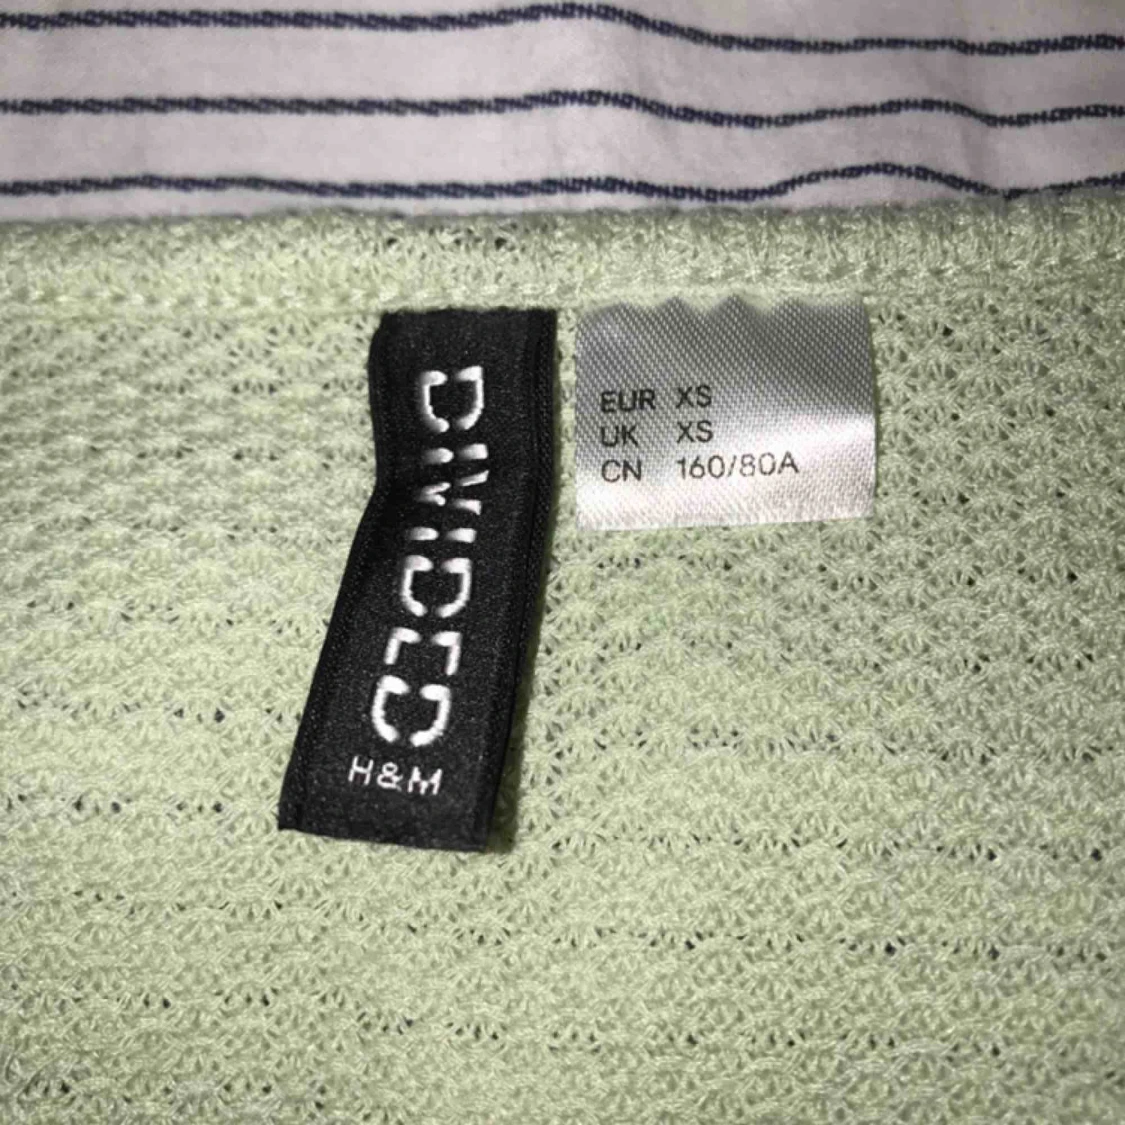 DIVIDED
H&M
EUR XS
UK XS
CN 160/80A